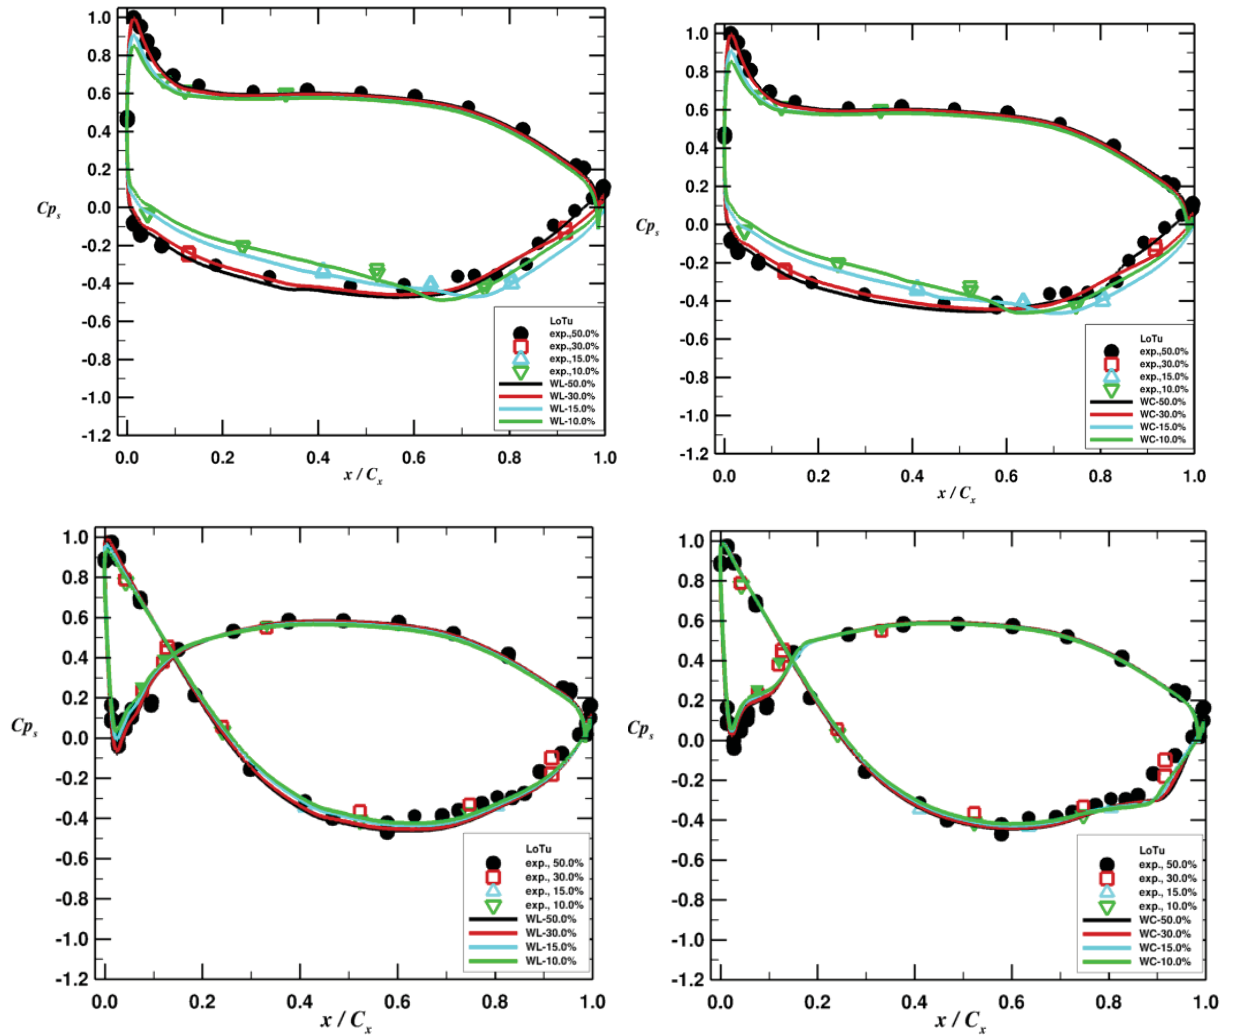 1.0
0.8
0.6
0.4
0.2
0.0
-0.2
-0.4
-0.6
-0.8
-1.0
-1.2
Cps
0.0 0.2 0.4 0.6 0.8 1.0
x / Cx
LoTu
exp.,50.0%
exp.,30.0%
exp.,15.0%
exp.,10.0%
WL-50.0%
WL-30.0%
WL-15.0%
WL-10.0%
1.0
0.8
0.6
0.4
0.2
0.0
-0.2
-0.4
-0.6
-0.8
-1.0
-1.2
Cps
0.0 0.2 0.4 0.6 0.8 1.0
x / Cx
LoTu
exp.,50.0%
exp.,30.0%
exp.,15.0%
exp.,10.0%
WC-50.0%
WC-30.0%
WC-15.0%
WC-10.0%
1.0
0.8
0.6
0.4
0.2
0.0
-0.2
-0.4
-0.6
-0.8
-1.0
-1.2
Cps
0.0 0.2 0.4 0.6 0.8 1.0
x / Cx
LoTu
exp., 50.0%
exp., 30.0%
exp., 15.0%
exp., 10.0%
WL-50.0%
WL-30.0%
WL-15.0%
WL-10.0%
1.0
0.8
0.6
0.4
0.2
0.0
-0.2
-0.4
-0.6
-0.8
-1.0
-1.2
Cps
0.0 0.2 0.4 0.6 0.8 1.0
x / Cx
LoTu
exp., 50.0%
exp., 30.0%
exp., 15.0%
exp., 10.0%
WC-50.0%
WC-30.0%
WC-15.0%
WC-10.0%